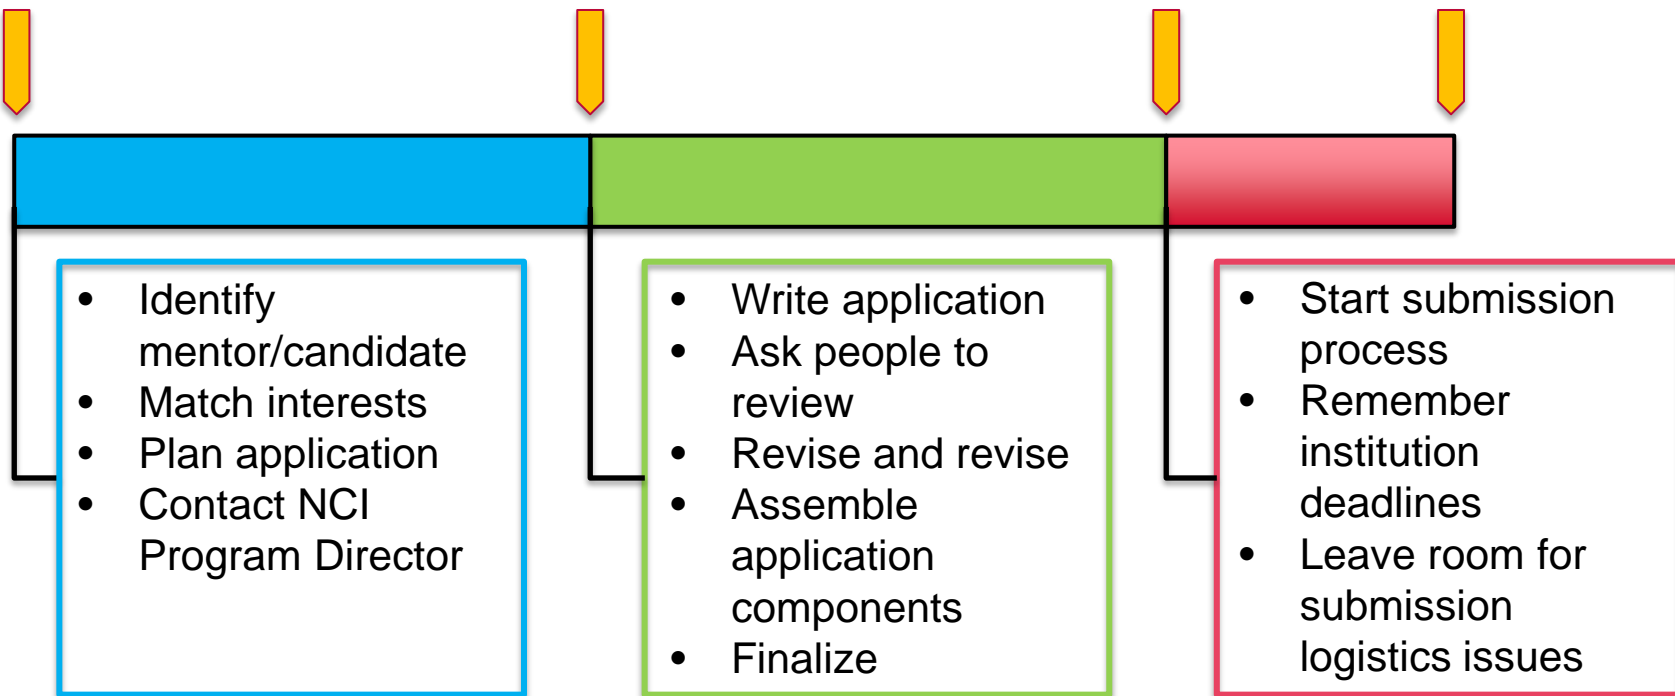 • Identify
mentor/candidate
• Match interests
• Plan application
• Contact NCI
Program Director
• Write application
• Ask people to
review
• Revise and revise
• Assemble
application
components
• Finalize
• Start submission
process
• Remember
institution
deadlines
• Leave room for
submission
logistics issues